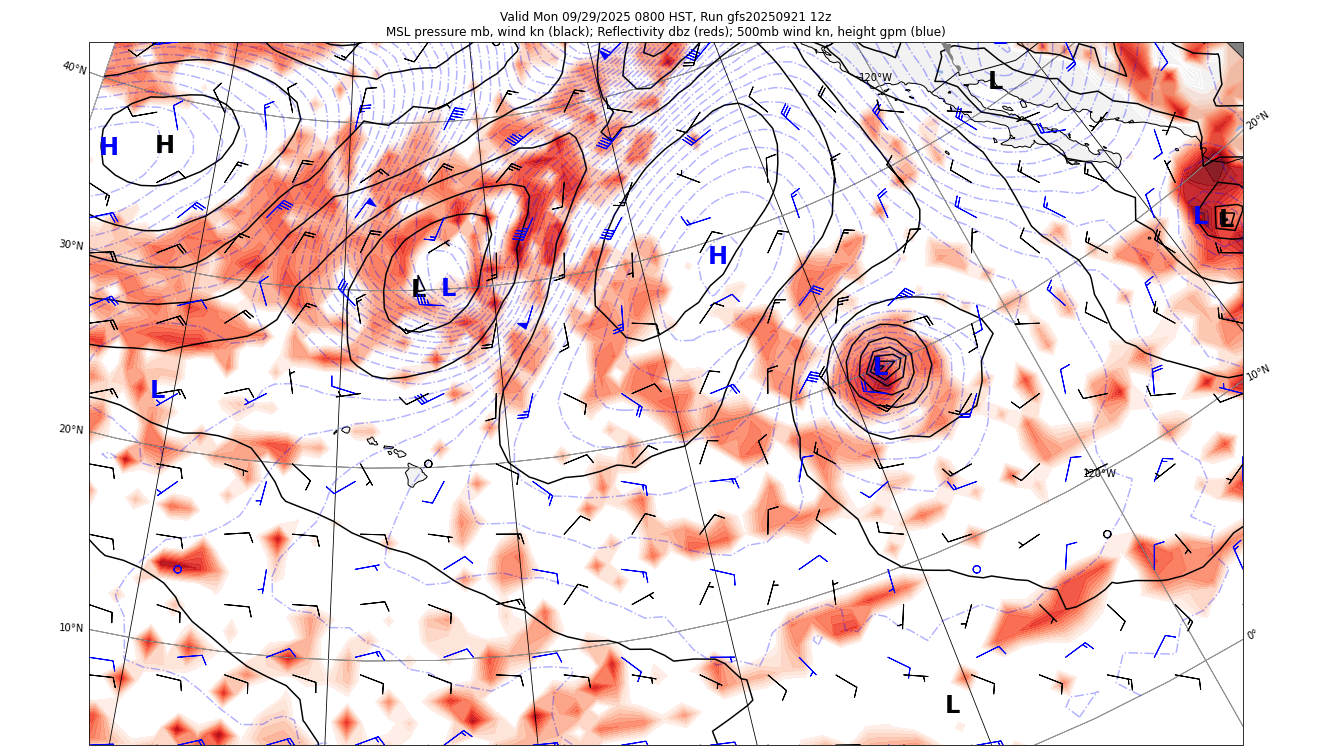 Valid Mon 09/29/2025 0800 HST, Run gfs20250921 12z
MSL pressure mb, wind kn (black); Reflectivity dbz (reds); 500mb wind kn, height gpm (blue)
40°N
120°W
L
20°N
H
H
L
L
30°N
H
L
L
L
10°N
L
20°N
120°W
10°N
0°
L